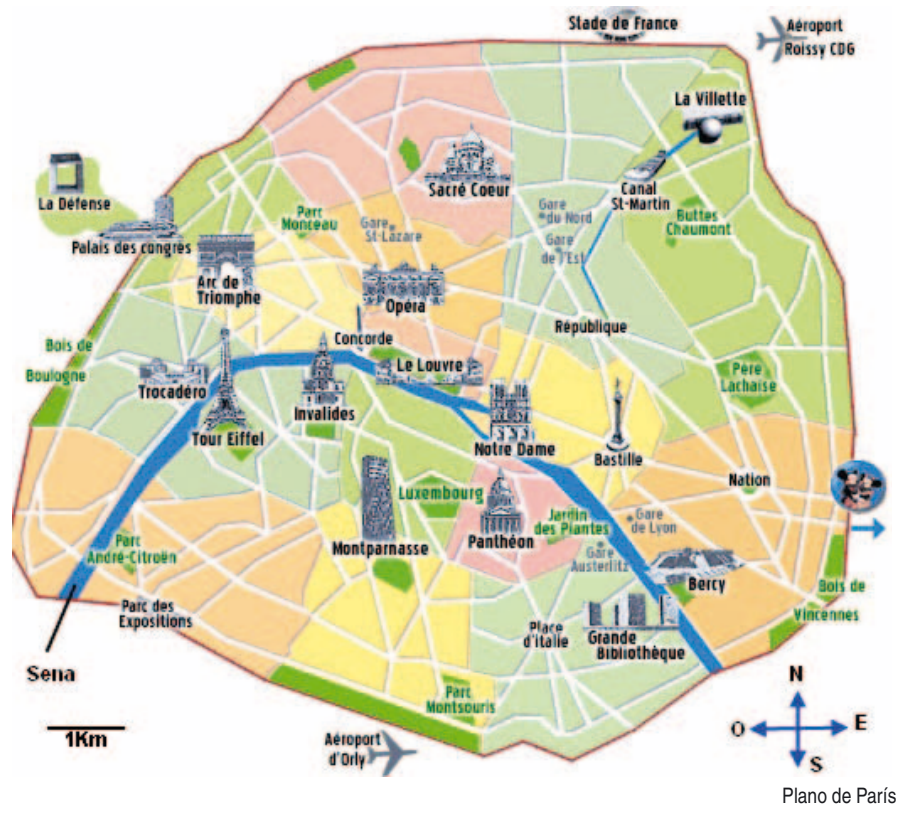 Stade de France
Aéroport
Roissy CDG
La Villette
Sacré Coeur
Canal
St-Martin
La Défense
Palais des congrès
Parc
Monceau
Gare
St-Lazare
Gare
du Nord
Gare
de l'Est
Buttes
Chaumont
Arc de
Triomphe
Opéra
République
Concorde
Bois de
Boulogne
Trocadéro
Le Louvre
Père
Lachaise
Invalides
Tour Eiffel
Notre Dame
Bastille
Nation
Luxembourg
Montparnasse
Panthéon
Jardin
des Plantes
Gare
de Lyon
Gare
Austerlitz
Parc
André-Citroën
Bercy
Bois de
Vincennes
Parc des
Expositions
Place
d'Italie
Grande
Bibliothèque
Sena
Parc
Montsouris
1Km
Aéroport
d'Orly
N
O
E
S
Plano de París